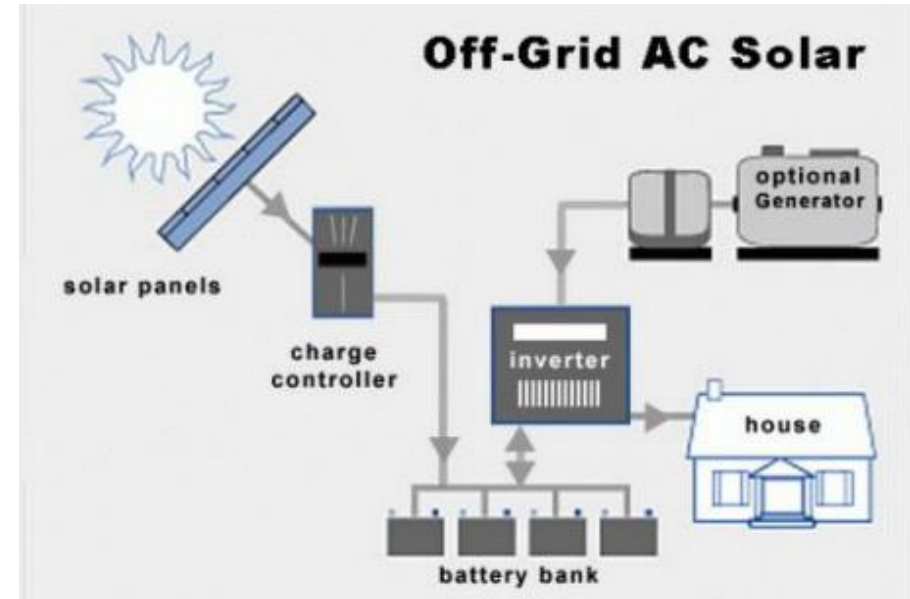 Off-Grid AC Solar
optional
Generator
solar panels
charge
controller
inverter
house
battery bank